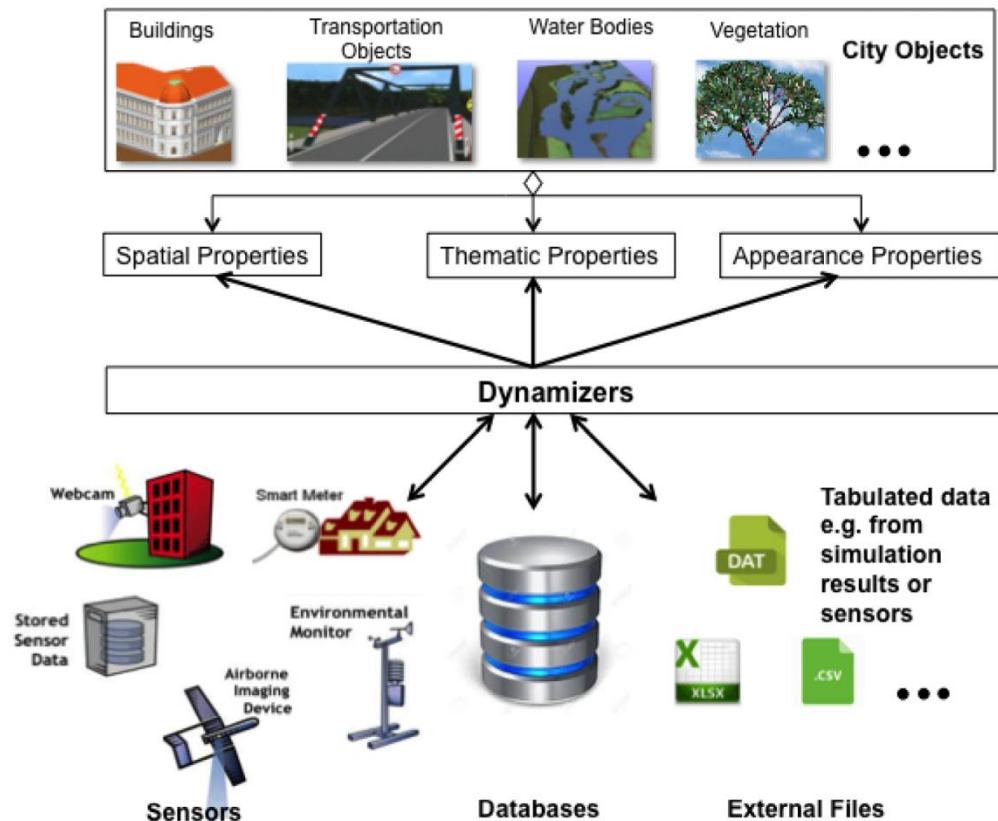 Buildings
Transportation
Objects
Water Bodies
Vegetation
City Objects
Spatial Properties
Thematic Properties
Appearance Properties
Dynamizers
Webcam
Smart Meter
Stored
Sensor
Data
Environmental
Monitor
Airborne
Imaging
Device
Tabulated data
e.g. from
simulation
results or
sensors
DAT
XLSX
.CSV
Sensors
Databases
External Files